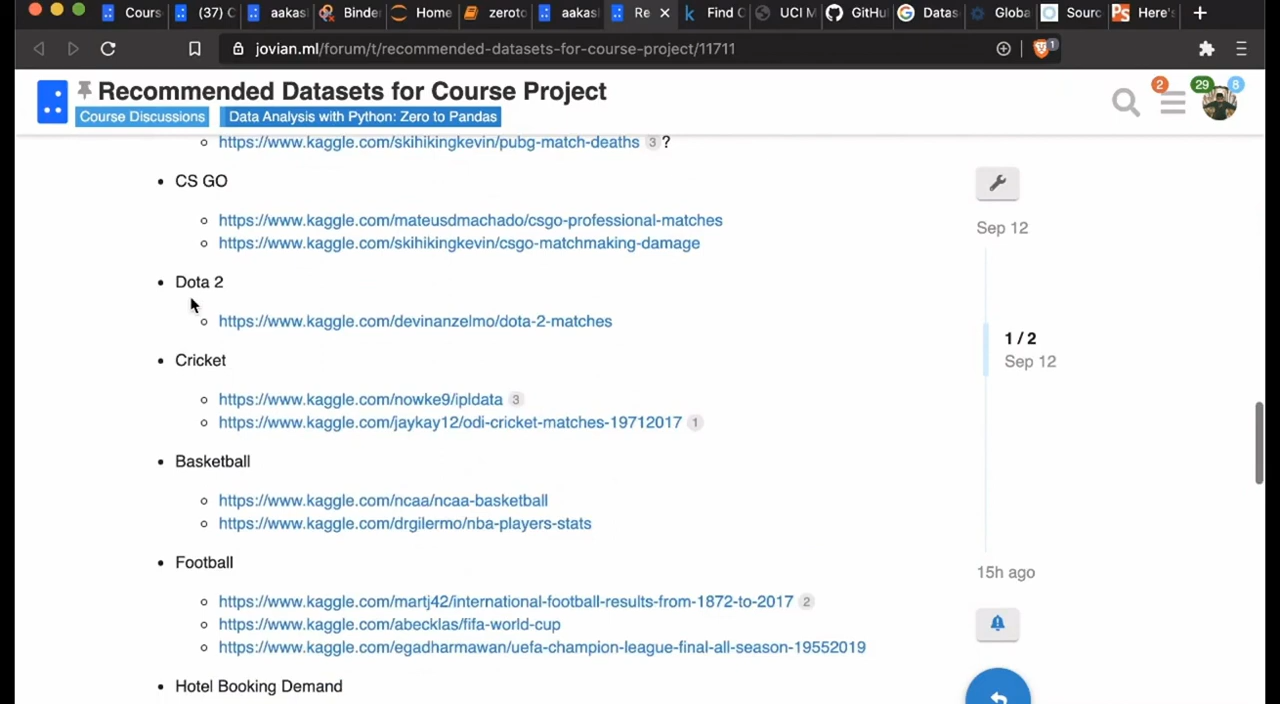 Cours
(37) C
aakas
Binde
Home
zeroto
aakas
Re
Find C
UCI M
GitHu
Datas
Globa
Sourc
Here's
jovian.ml/forum/t/recommended-datasets-for-course-project/11711
1
Recommended Datasets for Course Project
Course Discussions
Data Analysis with Python: Zero to Pandas
2
29
8
https://www.kaggle.com/skihikingkevin/pubg-match-deaths 3 ?
CS GO
https://www.kaggle.com/mateusdmachado/csgo-professional-matches
https://www.kaggle.com/skihikingkevin/csgo-matchmaking-damage
Dota 2
https://www.kaggle.com/devinanzelmo/dota-2-matches
Cricket
https://www.kaggle.com/nowke9/ipldata 3
https://www.kaggle.com/jaykay12/odi-cricket-matches-19712017 1
Basketball
https://www.kaggle.com/ncaa/ncaa-basketball
https://www.kaggle.com/drgilermo/nba-players-stats
Football
https://www.kaggle.com/martj42/international-football-results-from-1872-to-2017 2
https://www.kaggle.com/abecklas/fifa-world-cup
https://www.kaggle.com/egadharmawan/uefa-champion-league-final-all-season-19552019
Hotel Booking Demand
Sep 12
1 / 2
Sep 12
15h ago